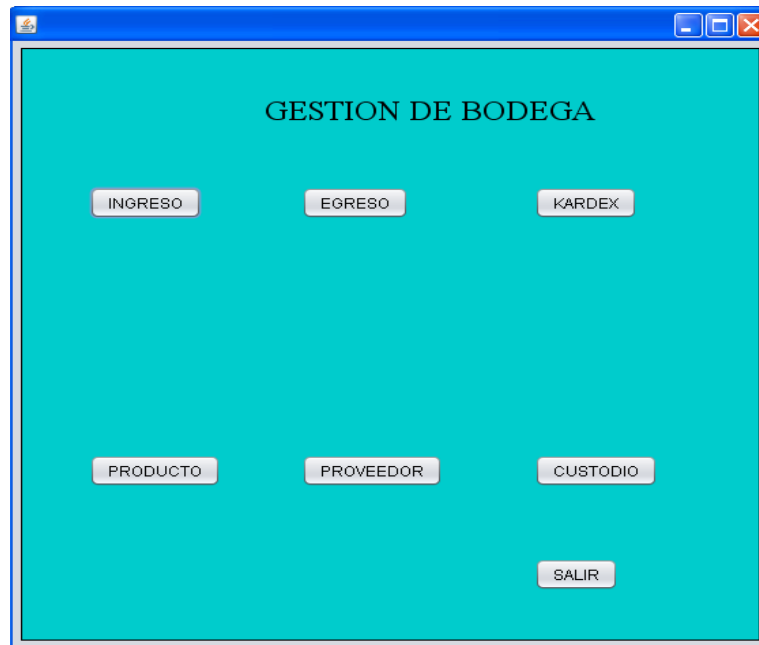 GESTION DE BODEGA
INGRESO EGRESO KARDEX
PRODUCTO PROVEEDOR CUSTODIO
SALIR